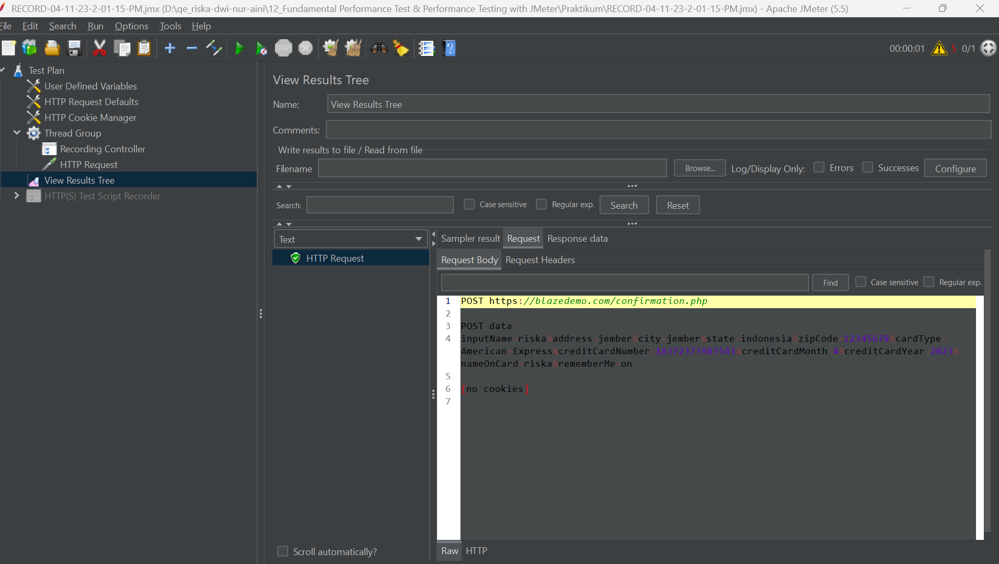 RECORD-04-11-23-2-01-15-PM.jmx (D:\qe_riska-dwi-nur-aini\12_Fundamental Performance Test & Performance Testing with JMeter\Praktikum\RECORD-04-11-23-2-01-15-PM.jmx) - Apache JMeter (5.5)
File Edit Search Run Options Tools Help
STOP
00:00:01 5 0/1
Test Plan
User Defined Variables
HTTP Request Defaults
HTTP Cookie Manager
Thread Group
Recording Controller
HTTP Request
View Results Tree
HTTP(S) Test Script Recorder
View Results Tree
Name: View Results Tree
Comments:
Write results to file / Read from file
Filename Browse... Log/Display Only: Errors Successes Configure
Search: Case sensitive Regular exp. Search Reset
Text
HTTP Request
Sampler result Request Response data
Request Body Request Headers
Find Case sensitive Regular exp.
1 POST https://blazedemo.com/confirmation.php
2
3 POST data:
4 inputName=riska&address=jember&city=jember&state=indonesia&zipCode=12345678&cardType=
American+Express&creditCardNumber=18372373987543&creditCardMonth=4&creditCardYear=2023&
nameOnCard=riska&rememberMe=on
5
6 [no cookies]
7
Scroll automatically?
Raw HTTP